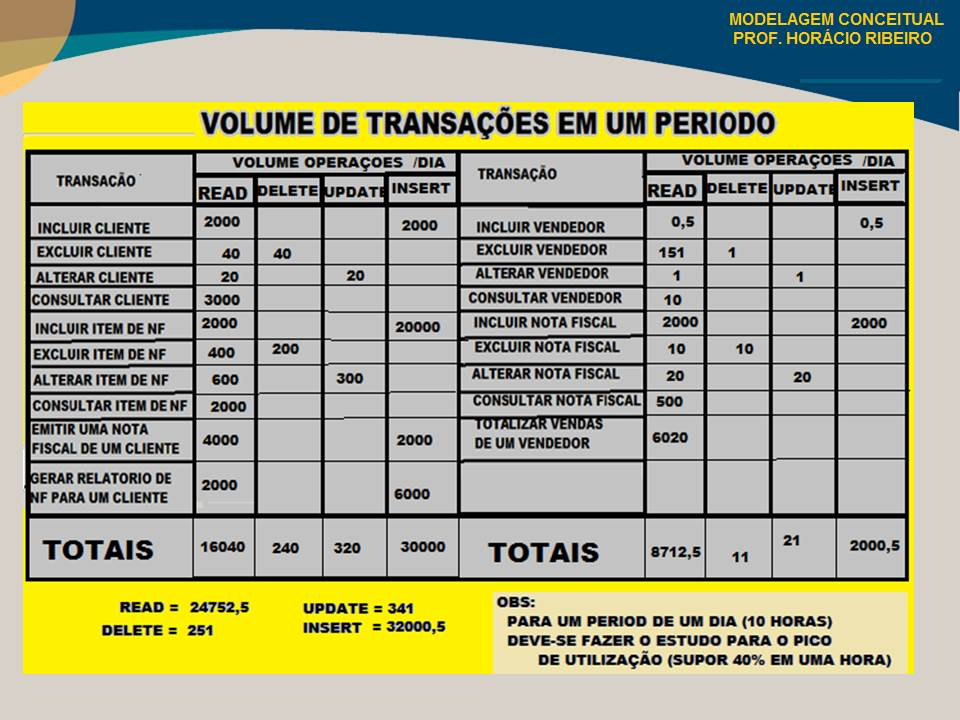 MODELAGEM CONCEITUAL
PROF. HORÁCIO RIBEIRO
VOLUME DE TRANSAÇÕES EM UM PERIODO
TRANSACÃO VOLUME OPERAÇOES /DIA TRANSAÇÃO VOLUME OPERAÇOES /DIA
READ DELETE UPDATE INSERT READ DELETE UPDATE INSERT
INCLUIR CLIENTE 2000 2000 INCLUIR VENDEDOR 0,5 0,5
EXCLUIR CLIENTE 40 40 EXCLUIR VENDEDOR 151 1
ALTERAR CLIENTE 20 20 ALTERAR VENDEDOR 1 1
CONSULTAR CLIENTE 3000 CONSULTAR VENDEDOR 10
INCLUIR ITEM DE NF 2000 20000 INCLUIR NOTA FISCAL 2000 2000
EXCLUIR ITEM DE NF 400 200 EXCLUIR NOTA FISCAL 10 10
ALTERAR ITEM DE NF 600 300 ALTERAR NOTA FISCAL 20 20
CONSULTAR ITEM DE NF 2000 CONSULTAR NOTA FISCAL 500
EMITIR UMA NOTA
FISCAL DE UM CLIENTE 4000 2000 TOTALIZAR VENDAS
DE UM VENDEDOR 6020
GERAR RELATORIO DE
NF PARA UM CLIENTE 2000 6000
TOTAIS 16040 240 320 30000 TOTAIS 8712,5 11 21 2000,5
READ = 24752,5 UPDATE = 341
DELETE = 251 INSERT = 32000,5
OBS:
PARA UM PERIOD DE UM DIA (10 HORAS)
DEVE-SE FAZER O ESTUDO PARA O PICO
DE UTILIZAÇÃO (SUPOR 40% EM UMA HORA)